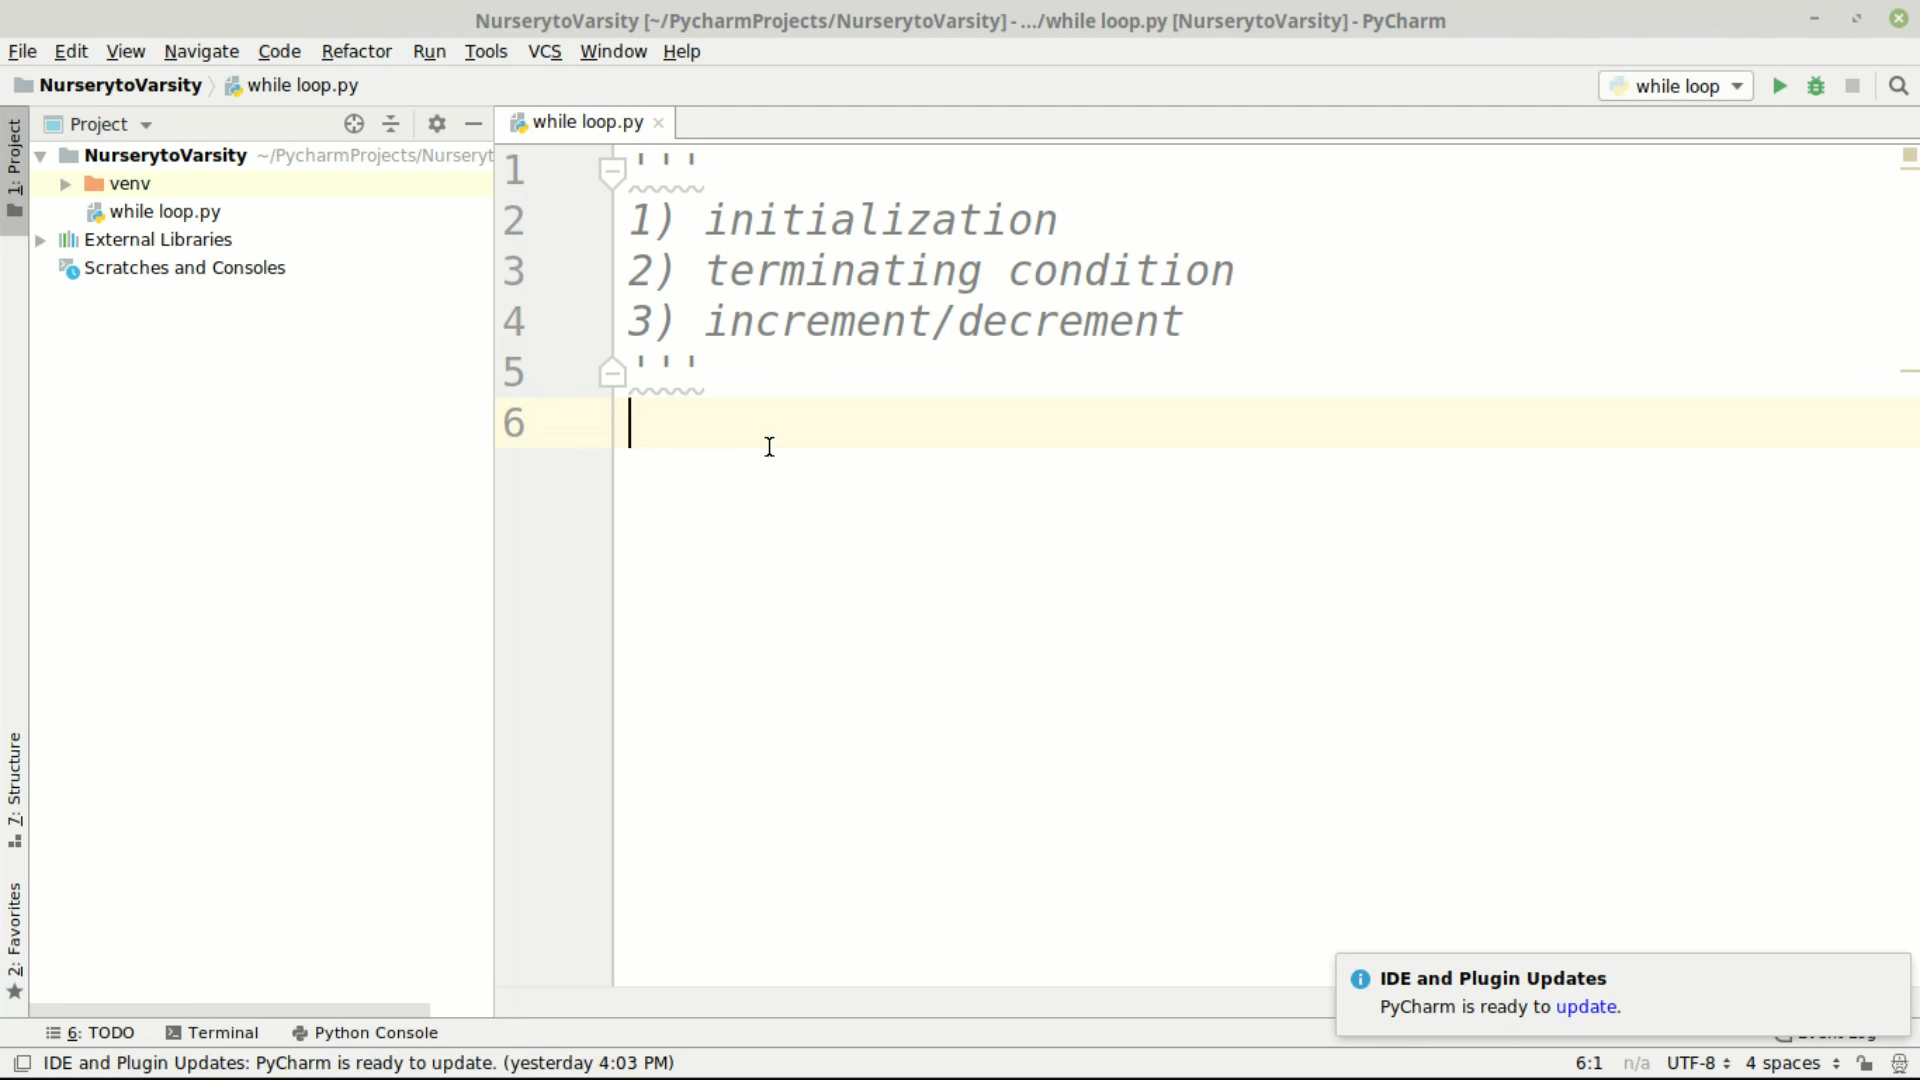 NurserytoVarsity [~/PycharmProjects/NurserytoVarsity] - .../while loop.py [NurserytoVarsity] - PyCharm
File Edit View Navigate Code Refactor Run Tools VCS Window Help
NurserytoVarsity while loop.py
while loop
1: Project
Project
while loop.py
NurserytoVarsity ~/PycharmProjects/Nurseryt
venv
while loop.py
External Libraries
Scratches and Consoles
1 '''
2 1) initialization
3 2) terminating condition
4 3) increment/decrement
5 '''
6
7: Structure
2: Favorites
IDE and Plugin Updates
PyCharm is ready to update.
6: TODO Terminal Python Console
IDE and Plugin Updates: PyCharm is ready to update. (yesterday 4:03 PM)
6:1 n/a UTF-8 4 spaces